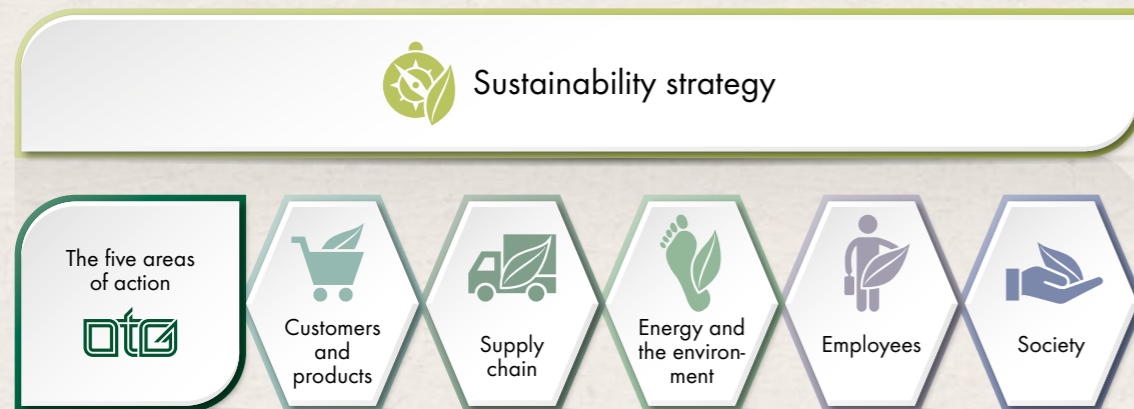 Sustainability strategy
The five areas
of action
OTG
Customers
and
products
Supply
chain
Energy and
the environ-
ment
Employees
Society